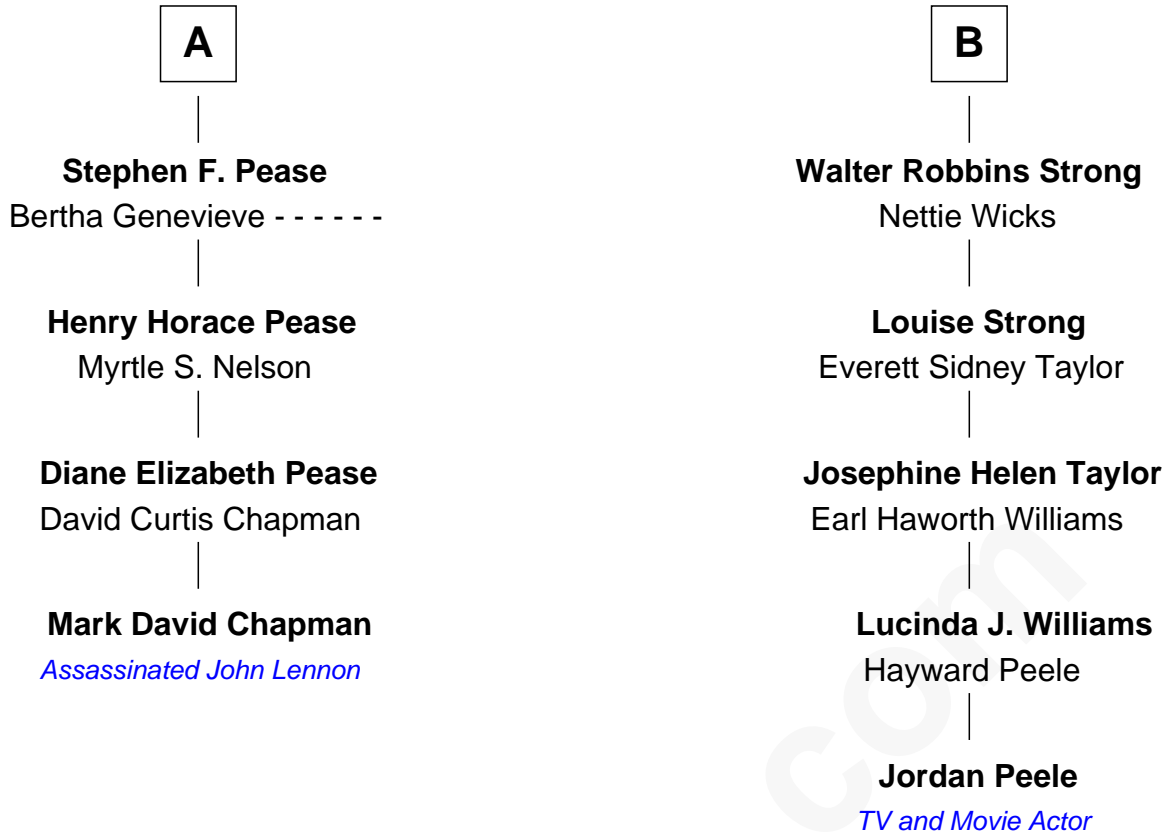 A
Stephen F. Pease
Bertha Genevieve - - - - - -
Henry Horace Pease
Myrtle S. Nelson
Diane Elizabeth Pease
David Curtis Chapman
Mark David Chapman
Assassinated John Lennon
B
Walter Robbins Strong
Nettie Wicks
Louise Strong
Everett Sidney Taylor
Josephine Helen Taylor
Earl Haworth Williams
Lucinda J. Williams
Hayward Peele
Jordan Peele
TV and Movie Actor
com